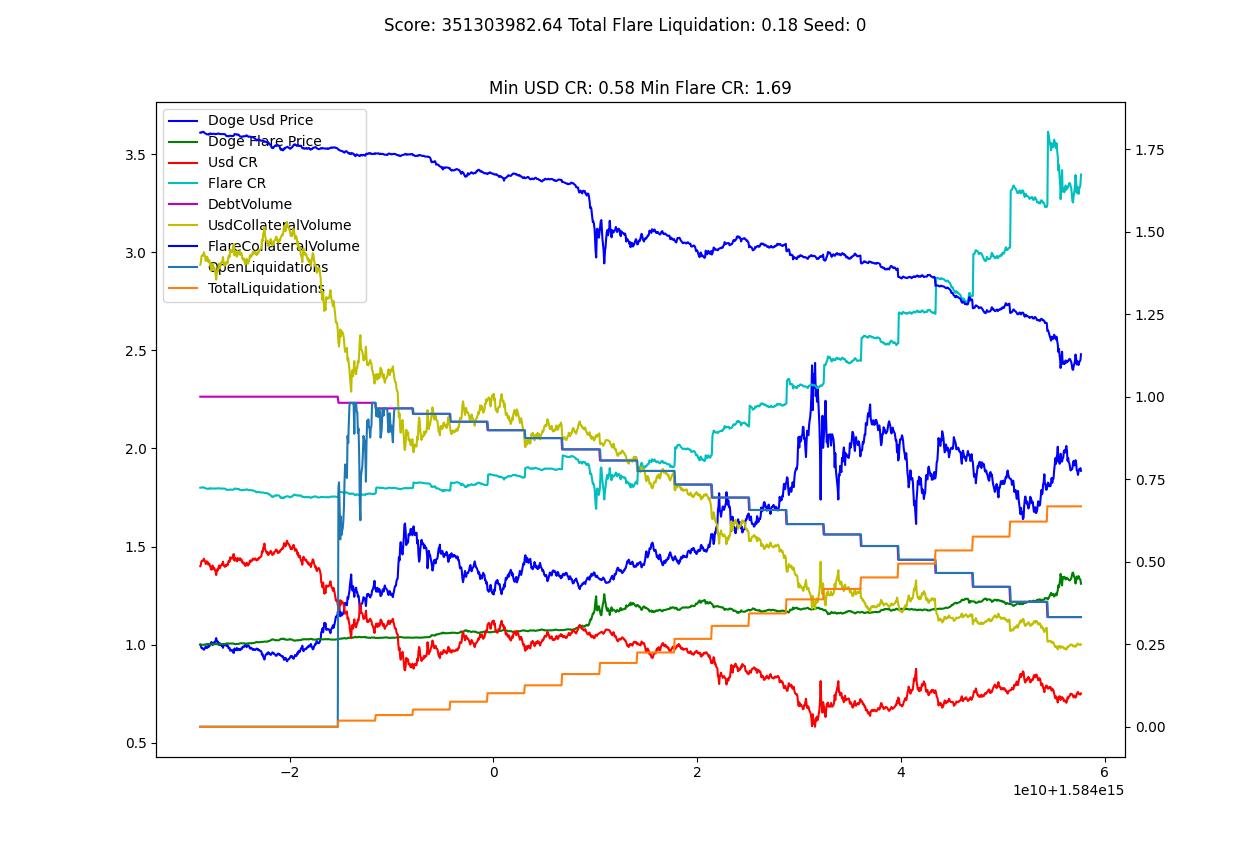 Score: 351303982.64 Total Flare Liquidation: 0.18 Seed: 0
Min USD CR: 0.58 Min Flare CR: 1.69
Doge Usd Price
Doge Flare Price
Usd CR
Flare CR
DebtVolume
UsdCollateralVolume
FlareCollateralVolume
OpenLiquidations
TotalLiquidations
3.5
3.0
2.5
2.0
1.5
1.0
0.5
1.75
1.50
1.25
1.00
0.75
0.50
0.25
0.00
−2
0
2
4
6
1e10+1.584e15